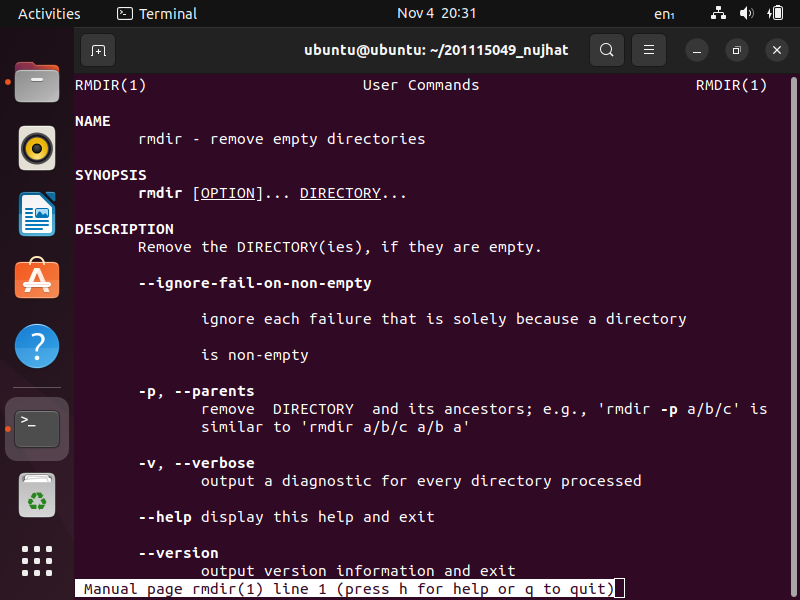 Activities Terminal Nov 4 20:31 en₁
ubuntu@ubuntu: ~/201115049_nujhat
RMDIR(1) User Commands RMDIR(1)
NAME
rmdir - remove empty directories
SYNOPSIS
rmdir [OPTION]... DIRECTORY...
DESCRIPTION
Remove the DIRECTORY(ies), if they are empty.
--ignore-fail-on-non-empty
ignore each failure that is solely because a directory
is non-empty
-p, --parents
remove DIRECTORY and its ancestors; e.g., 'rmdir -p a/b/c' is
similar to 'rmdir a/b/c a/b a'
-v, --verbose
output a diagnostic for every directory processed
--help display this help and exit
--version
output version information and exit
Manual page rmdir(1) line 1 (press h for help or q to quit)